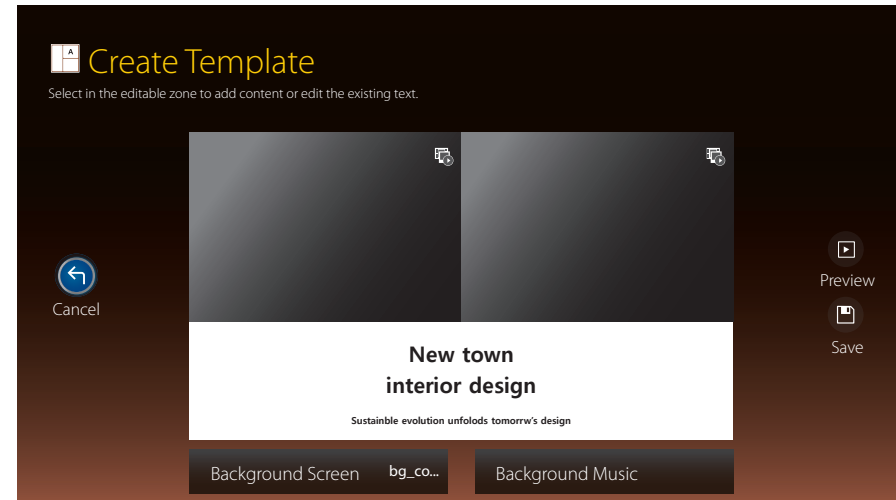 A
Create Template
Select in the editable zone to add content or edit the existing text.
New town
interior design
Sustainble evolution unfolods tomorrw's design
Cancel
Preview
Save
Background Screen bg_co...
Background Music